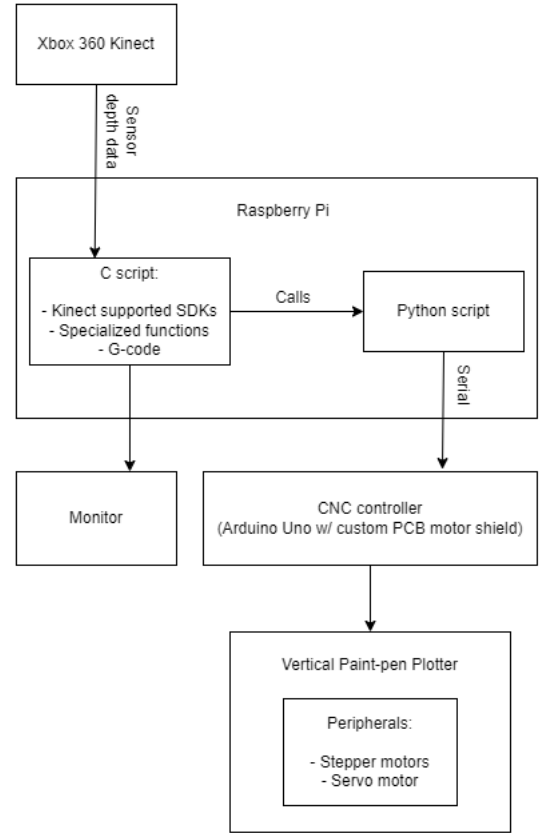 Xbox 360 Kinect
Sensor
depth data
Raspberry Pi
C script:
- Kinect supported SDKs
- Specialized functions
- G-code
Calls
Python script
Serial
Monitor
CNC controller
(Arduino Uno w/ custom PCB motor shield)
Vertical Paint-pen Plotter
Peripherals:
- Stepper motors
- Servo motor